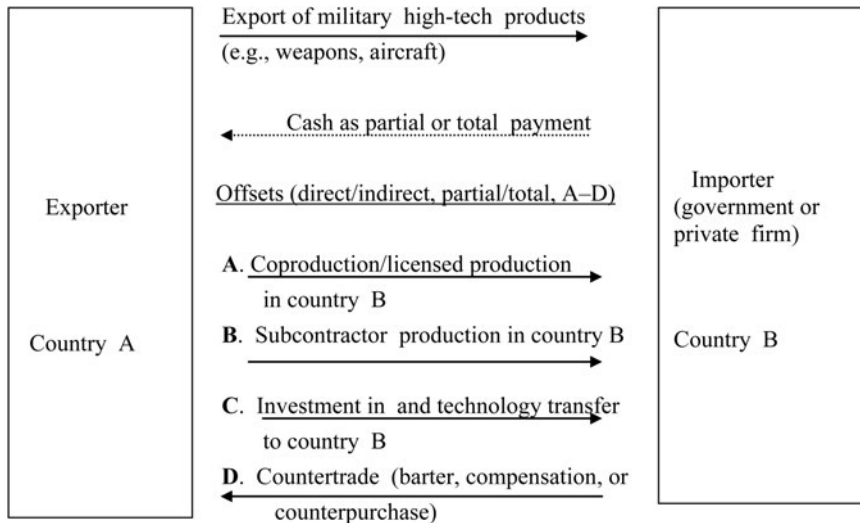 Export of military high-tech products
(e.g., weapons, aircraft)
Cash as partial or total payment
Offsets (direct/indirect, partial/total, A–D)
Exporter
Importer
(government or
private firm)
A. Coproduction/licensed production
in country B
Country A
B. Subcontractor production in country B
Country B
C. Investment in and technology transfer
to country B
D. Countertrade (barter, compensation, or
counterpurchase)